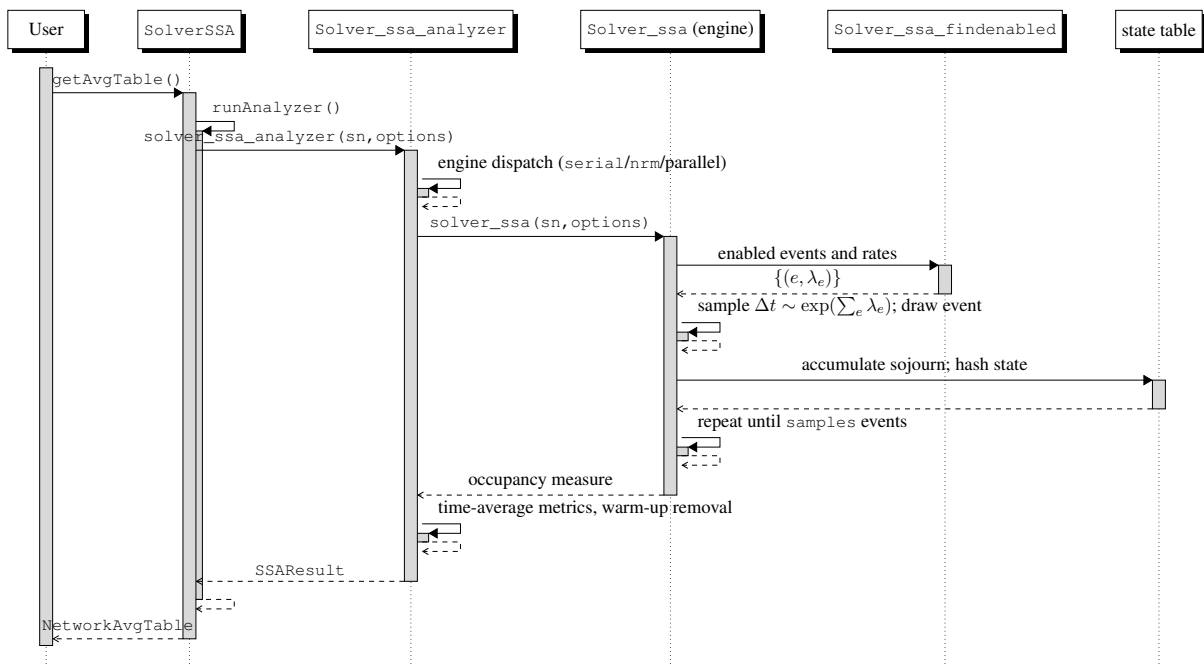 User
SolverSSA
Solver_ssa_analyzer
Solver_ssa (engine)
Solver_ssa_findenabled
state table
getAvgTable()
runAnalyzer()
solver_ssa_analyzer(sn,options)
engine dispatch (serial/nrm/parallel)
solver_ssa(sn,options)
enabled events and rates
{(e, λ_e)}
sample Δt ∼ exp(∑_e λ_e); draw event
accumulate sojourn; hash state
repeat until samples events
occupancy measure
time-average metrics, warm-up removal
SSAResult
NetworkAvgTable